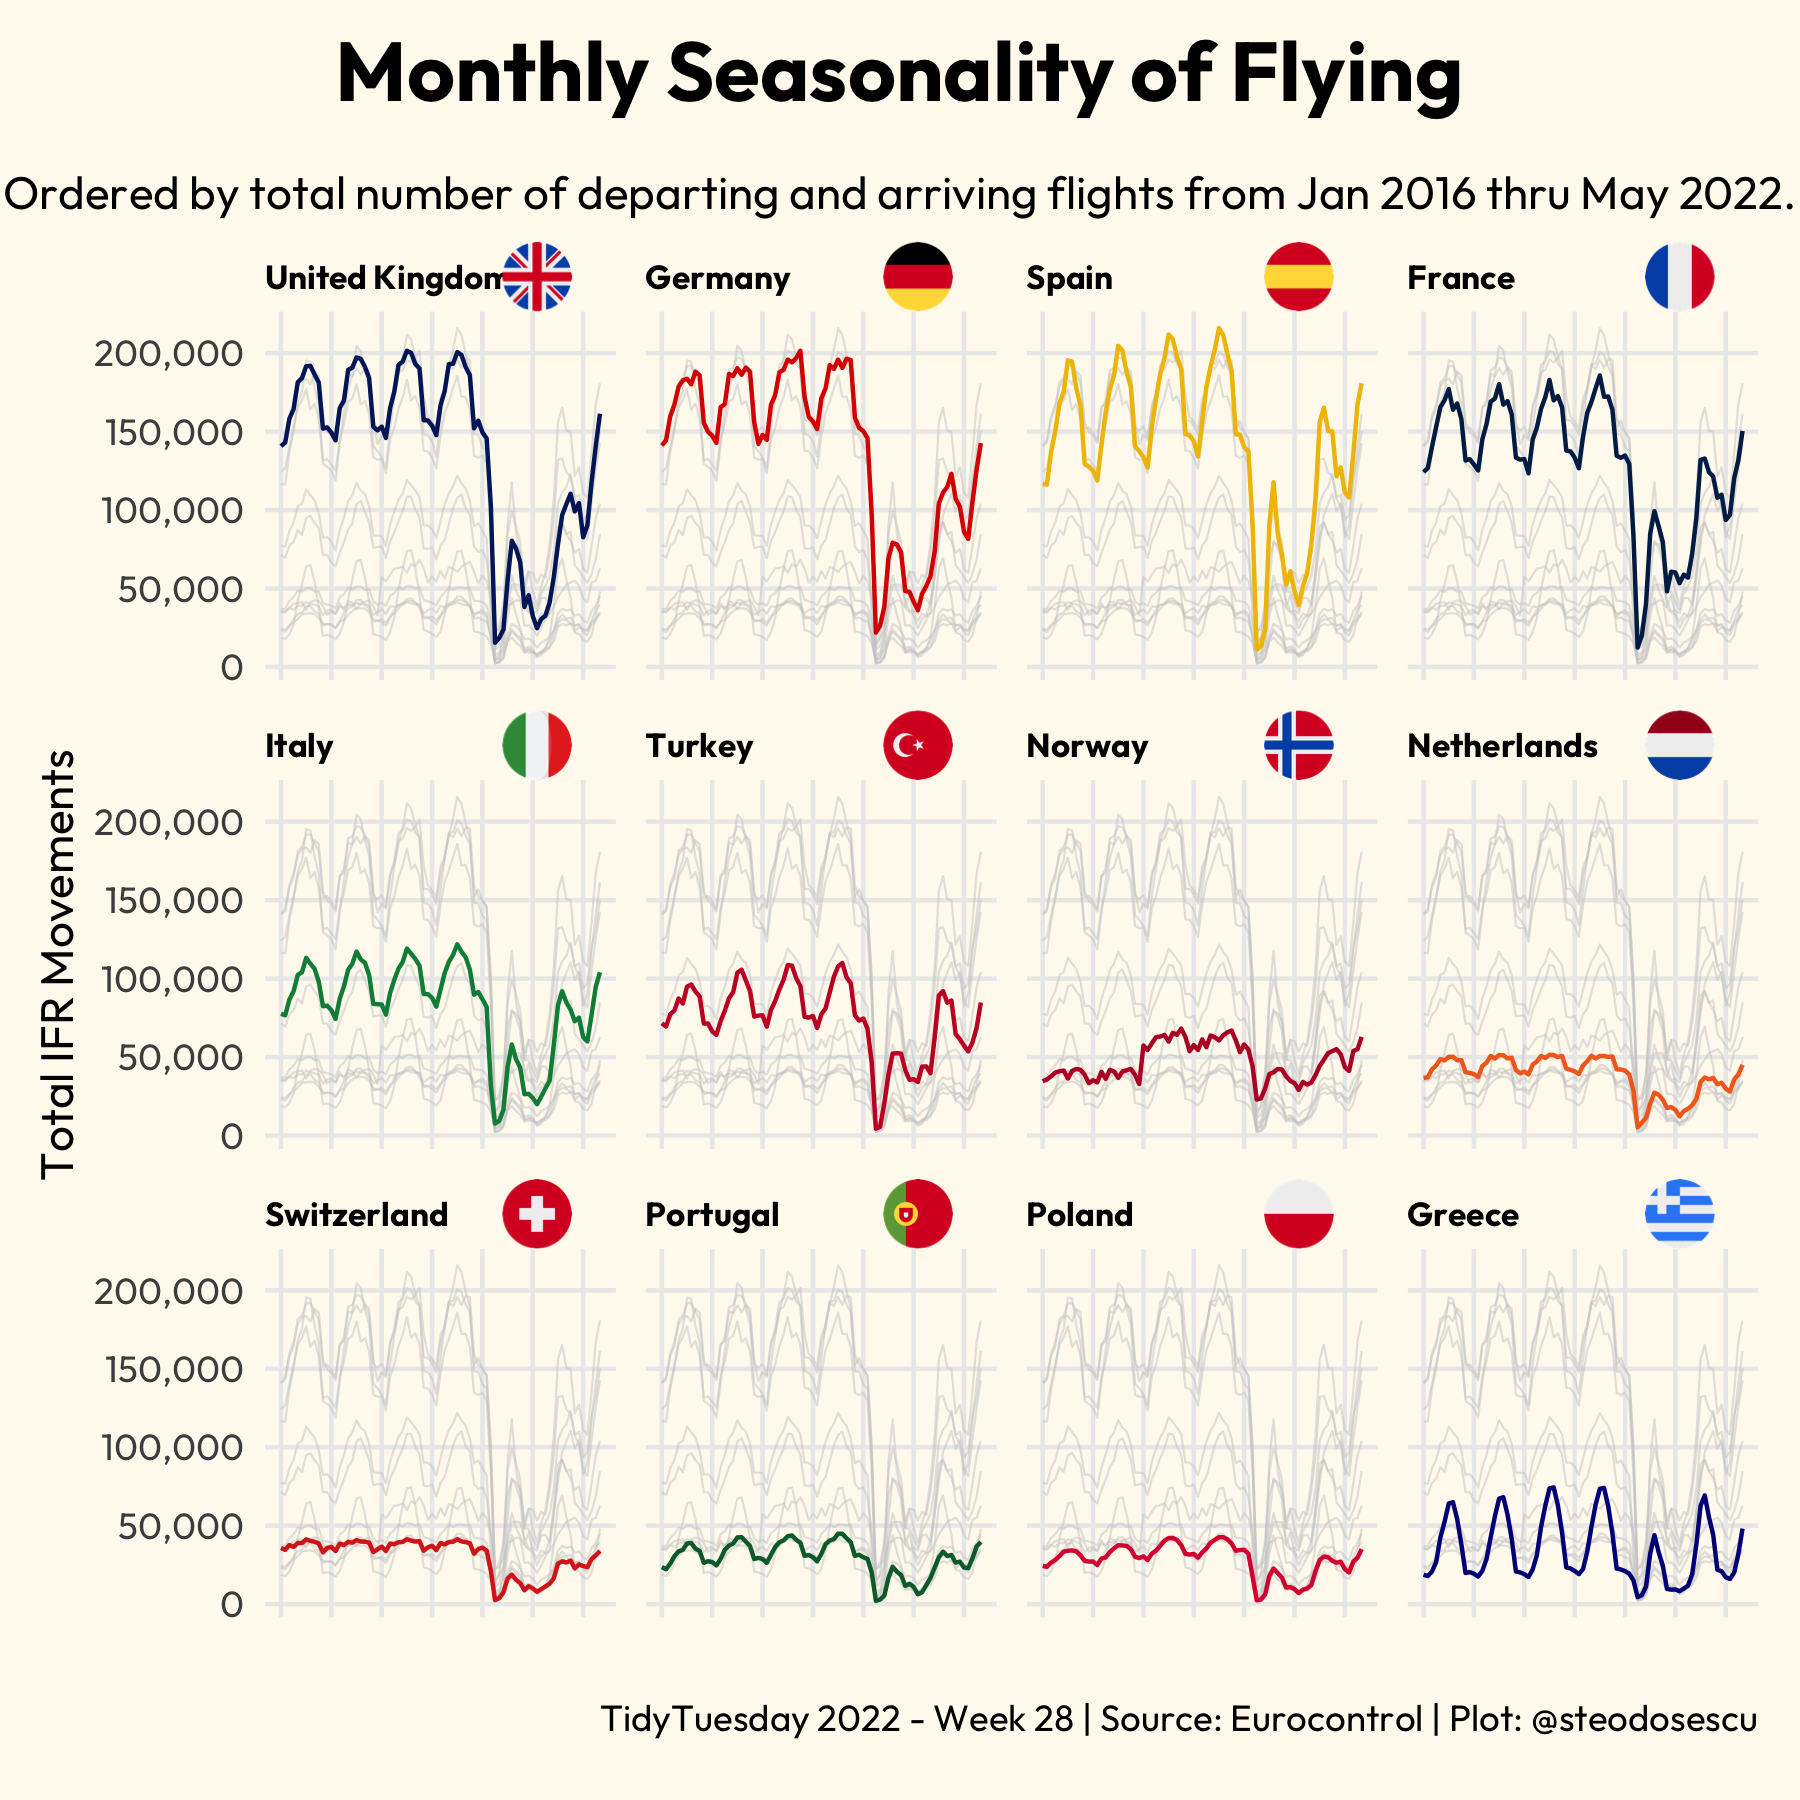 Monthly Seasonality of Flying
Ordered by total number of departing and arriving flights from Jan 2016 thru May 2022.
United Kingdom
Germany
Spain
France
200,000
150,000
100,000
50,000
0
Total IFR Movements
Italy
Turkey
Norway
Netherlands
200,000
150,000
100,000
50,000
0
Switzerland
Portugal
Poland
Greece
200,000
150,000
100,000
50,000
0
TidyTuesday 2022 - Week 28 | Source: Eurocontrol | Plot: @steodosescu